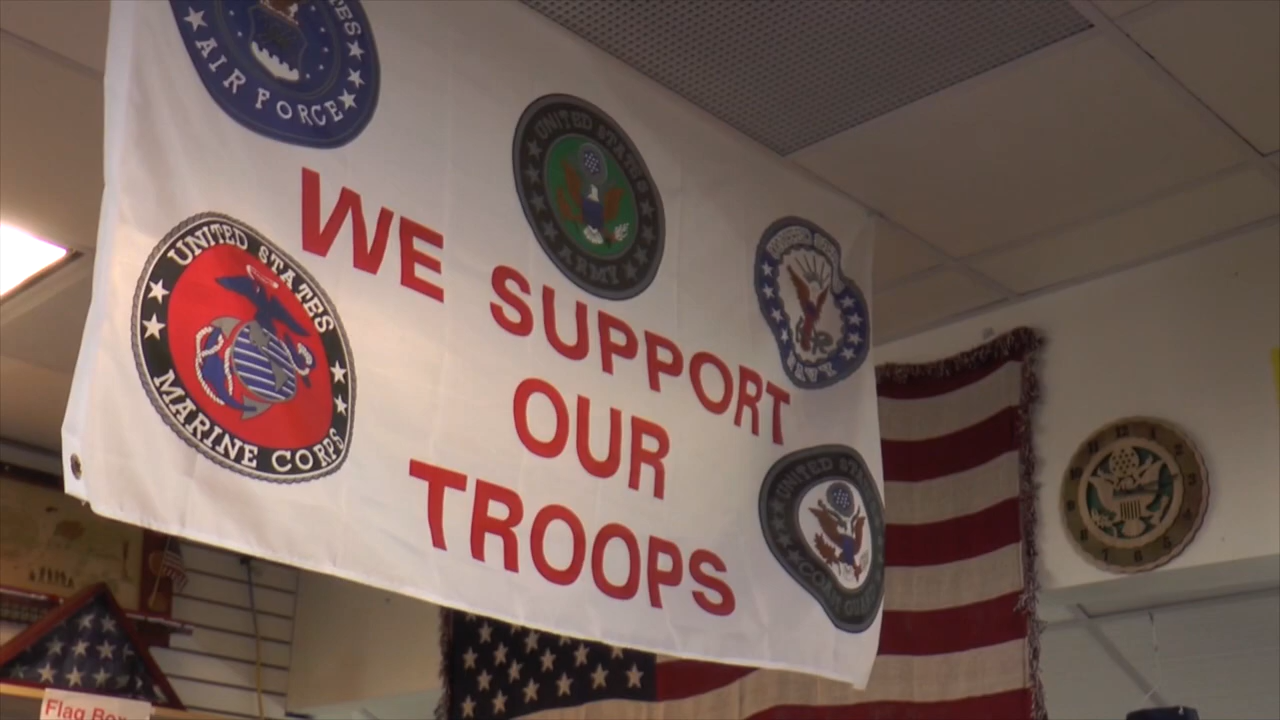 STATES
AIR FORCE
UNITED STATES
ARMY
WE SUPPORT
OUR
TROOPS
UNITED STATES
MARINE CORPS
NAVY
UNITED STATES
COAST GUARD
Flag Box